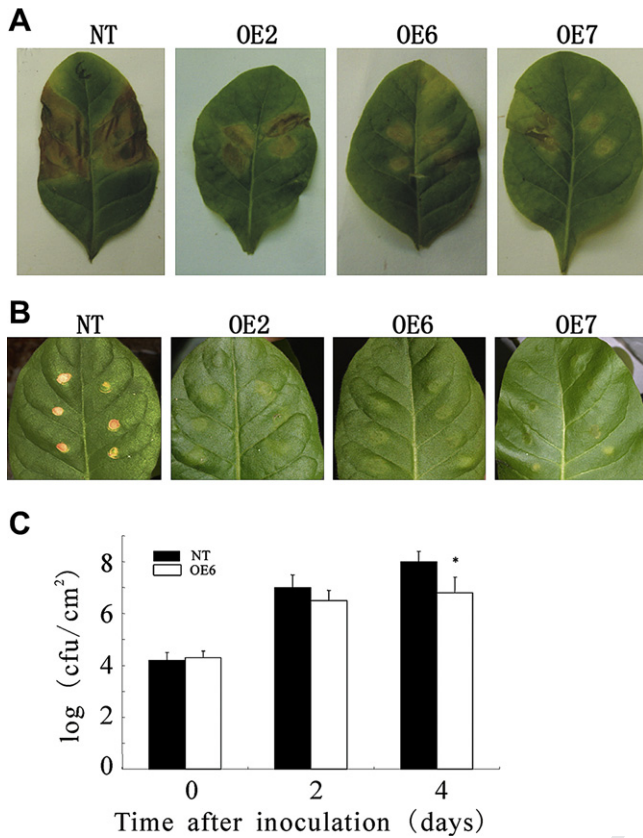 A
NT OE2 OE6 OE7
B
NT OE2 OE6 OE7
C
NT
OE6
*
log (cfu/cm²)
8
6
4
2
0
0 2 4
Time after inoculation (days)